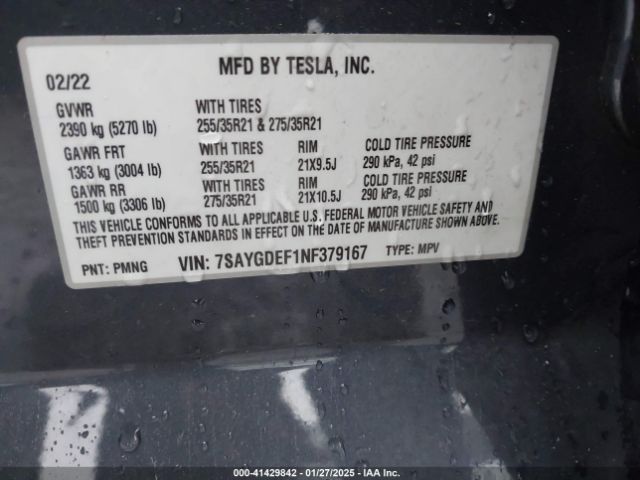 MFD BY TESLA, INC.
02/22
GVWR
2390 kg (5270 lb)
WITH TIRES
255/35R21 & 275/35R21
GAWR FRT WITH TIRES RIM COLD TIRE PRESSURE
1363 kg (3004 lb) 255/35R21 21X9.5J 290 kPa, 42 psi
GAWR RR WITH TIRES RIM COLD TIRE PRESSURE
1500 kg (3306 lb) 275/35R21 21X10.5J 290 kPa, 42 psi
THIS VEHICLE CONFORMS TO ALL APPLICABLE U.S. FEDERAL MOTOR VEHICLE SAFETY AND
THEFT PREVENTION STANDARDS IN EFFECT ON THE DATE OF MANUFACTURE SHOWN ABOVE.
PNT: PMNG VIN: 7SAYGDEF1NF379167 TYPE: MPV
000-41429842 - 01/27/2025 - IAAI.CA